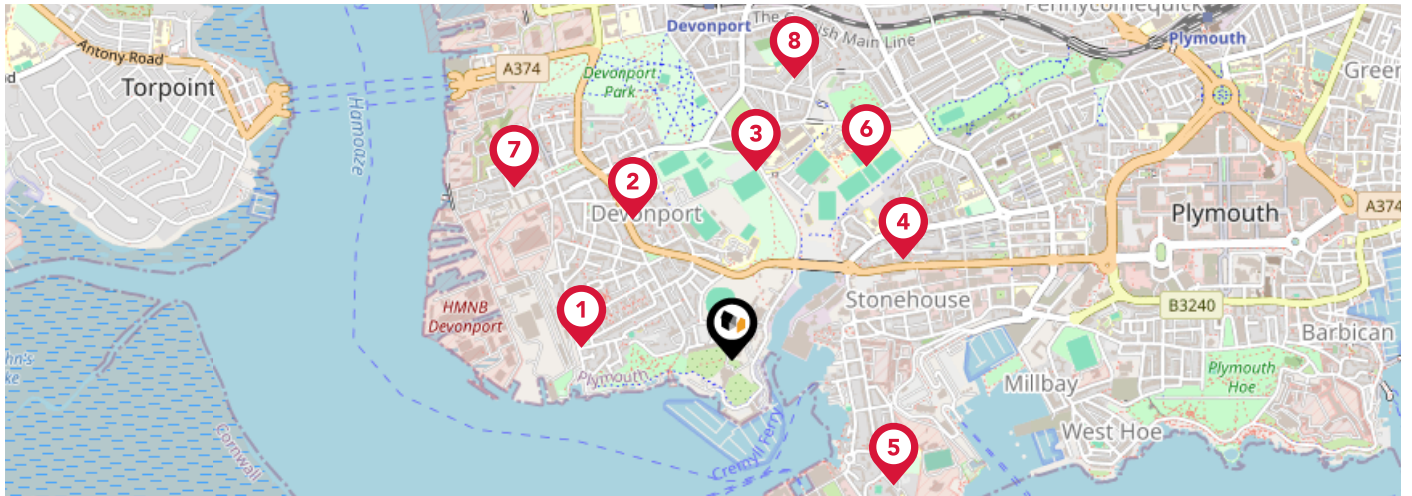 Pennycomequick
Devonport
The Cornish Main Line
Plymouth
8
Antony Road
Torpoint
A374
Devonport
Park
Hamoaze
3
6
7
2
Devonport
4
Plymouth
A374
Stonehouse
B3240
HMNB
Devonport
1
Barbican
Plymouth
Millbay
Plymouth
Hoe
West Hoe
Cremyll Ferry
5
Cornwall